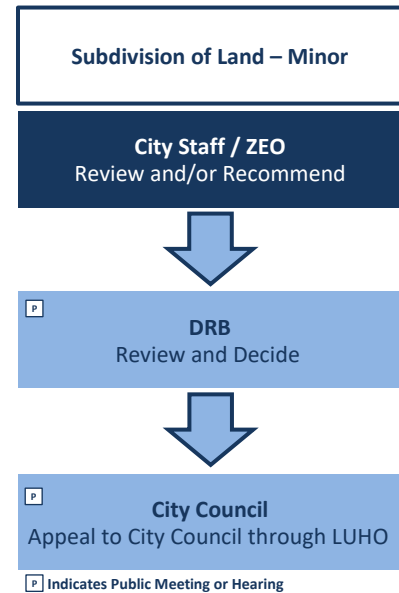 Subdivision of Land – Minor
City Staff / ZEO
Review and/or Recommend
P
DRB
Review and Decide
P
City Council
Appeal to City Council through LUHO
P Indicates Public Meeting or Hearing